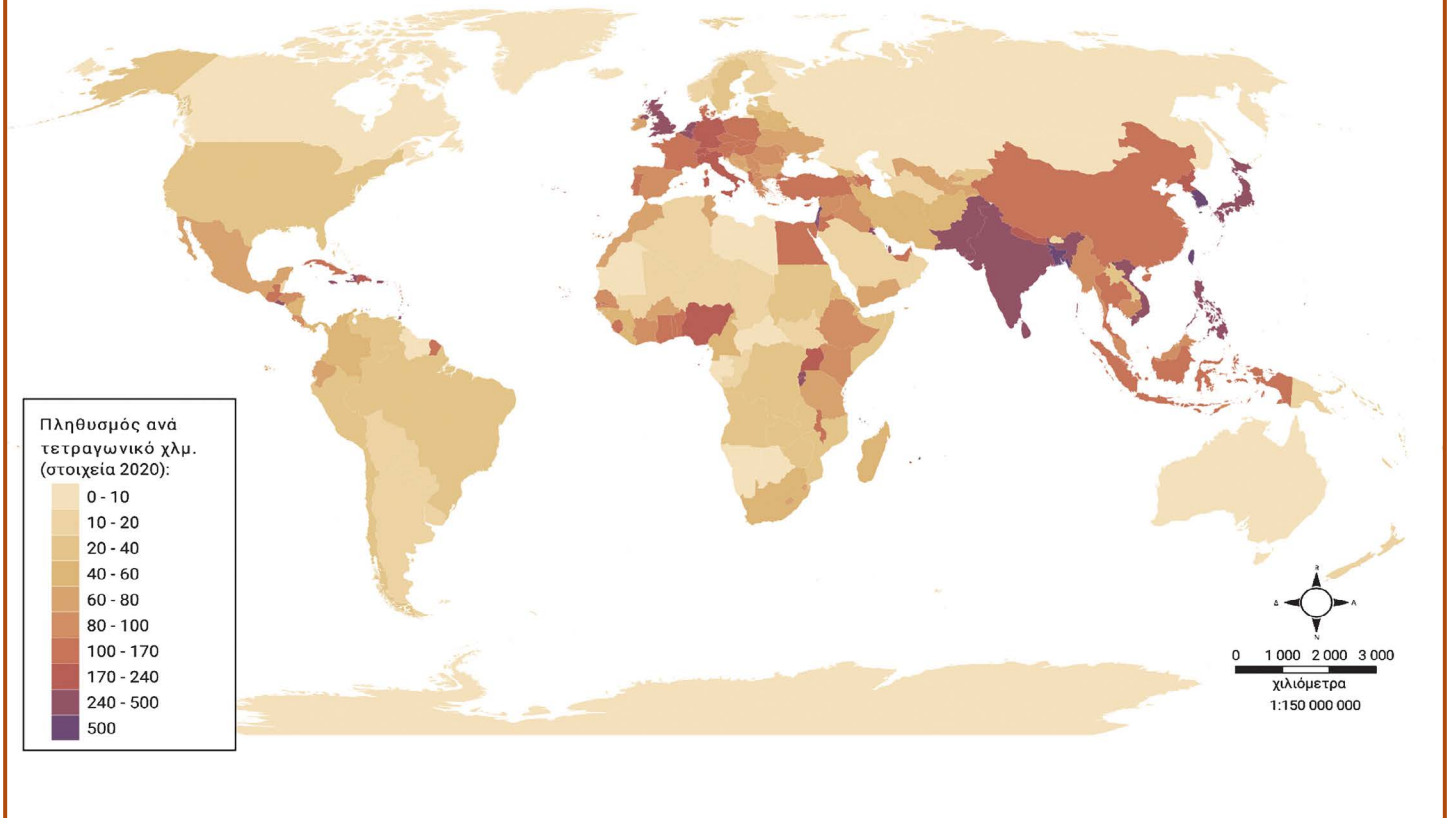 Πληθυσμός ανά
τετραγωνικό χλμ.
(στοιχεία 2020):
0 - 10
10 - 20
20 - 40
40 - 60
60 - 80
80 - 100
100 - 170
170 - 240
240 - 500
500
Β
Δ Α
Ν
0 1 000 2 000 3 000
χιλιόμετρα
1:150 000 000